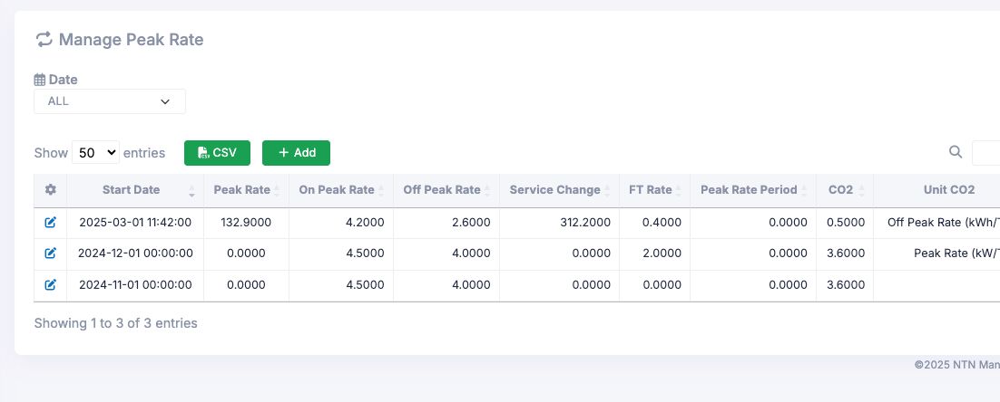 Manage Peak Rate
Date
ALL
Show 50 entries CSV + Add
Start Date Peak Rate On Peak Rate Off Peak Rate Service Change FT Rate Peak Rate Period CO2 Unit CO2
2025-03-01 11:42:00 132.9000 4.2000 2.6000 312.2000 0.4000 0.0000 0.5000 Off Peak Rate (kWh/T
2024-12-01 00:00:00 0.0000 4.5000 4.0000 0.0000 2.0000 0.0000 3.6000 Peak Rate (kW/T
2024-11-01 00:00:00 0.0000 4.5000 4.0000 0.0000 0.0000 0.0000 3.6000
Showing 1 to 3 of 3 entries
©2025 NTN Man